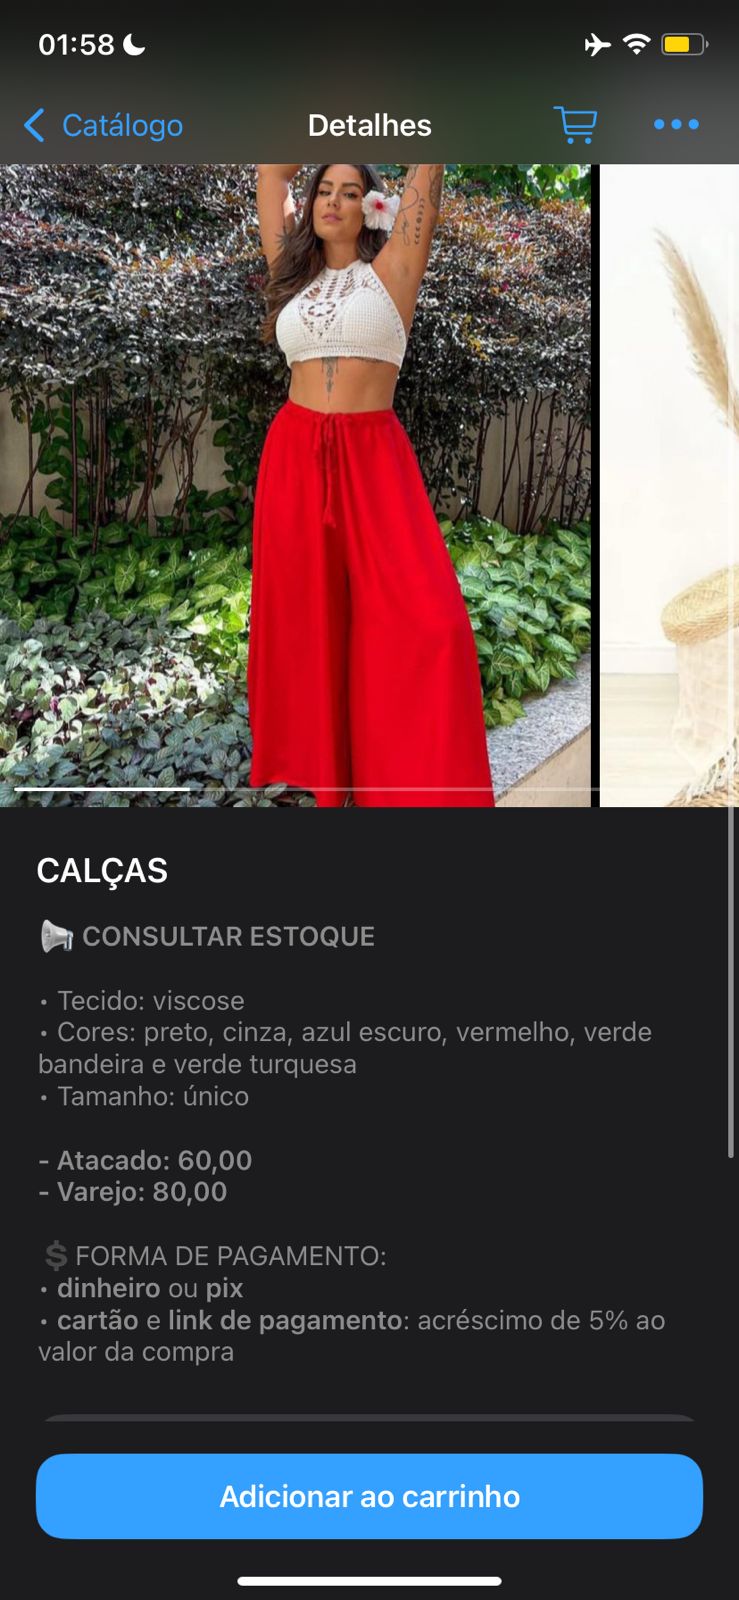 01:58
Catálogo
Detalhes
CALÇAS
CONSULTAR ESTOQUE
• Tecido: viscose
• Cores: preto, cinza, azul escuro, vermelho, verde
bandeira e verde turquesa
• Tamanho: único
- Atacado: 60,00
- Varejo: 80,00
FORMA DE PAGAMENTO:
• dinheiro ou pix
• cartão e link de pagamento: acréscimo de 5% ao
valor da compra
Adicionar ao carrinho